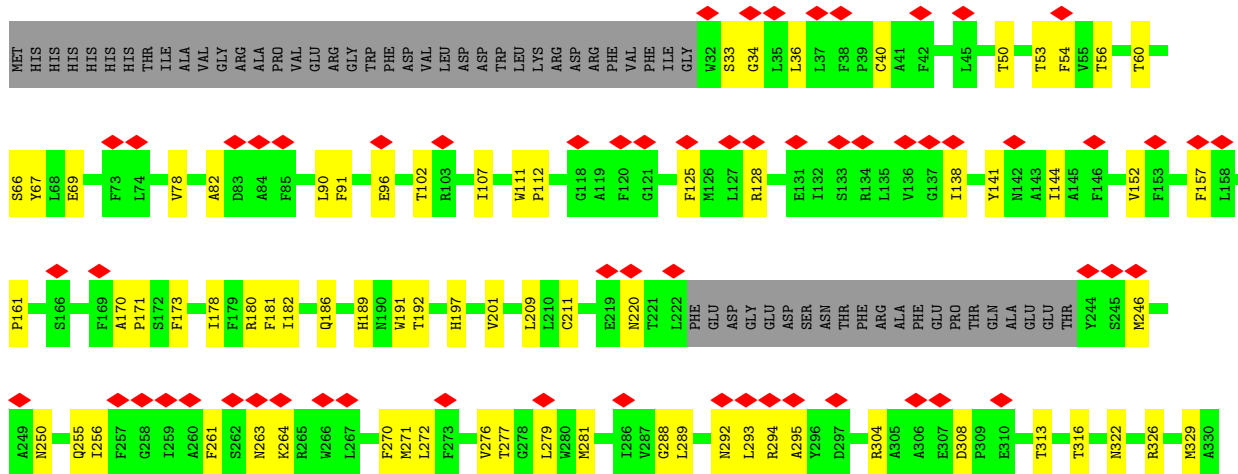 MET HIS HIS HIS HIS HIS HIS THR ILE ALA VAL GLY ARG ALA PRO VAL GLU ARG GLY TRP PHE ASP VAL LEU ASP ASP TRP LEU LYS ARG ASP ARG PHE VAL PHE ILE GLY W32 S33 G34 L35 L36 L37 F38 P39 C40 A41 F42 L45 T50 T53 F54 V55 T56 T60
S66 Y67 L68 E69 F73 L74 V78 A82 D83 A84 F85 L90 F91 E96 T102 R103 I107 W111 P112 G118 A119 F120 G121 F125 M126 L127 R128 E131 I132 S133 R134 L135 V136 G137 I138 Y141 N142 A143 I144 A145 F146 V152 F153 F157 L158
P161 S166 F169 A170 P171 S172 F173 I178 F179 R180 F181 I182 Q186 H189 N190 W191 T192 H197 V201 L209 L210 C211 E219 N220 T221 L222 PHE GLU ASP GLY GLU ASP SER ASN THR PHE ARG ALA PHE GLU PRO THR GLN ALA GLU GLU THR Y244 S245 M246
A249 N250 Q255 I256 F257 G258 I259 A260 F261 S262 N263 K264 R265 W266 L267 F270 M271 L272 F273 V276 T277 G278 L279 W280 M281 I286 V287 G288 L289 N292 L293 R294 A295 Y296 D297 R304 A305 A306 E307 D308 P309 E310 T313 T316 N322 R326 M329 A330